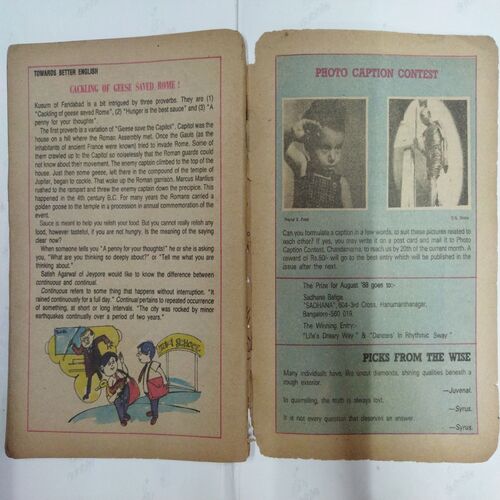 TOWARDS BETTER ENGLISH
CACKLING OF GEESE SAVED ROME !
Kusum of Faridabad is a bit intrigued by three proverbs. They are (1)
"Cackling of geese saved Rome", (2) "Hunger is the best sauce" and (3) "A
penny for your thoughts".
The first proverb is a variation of "Geese save the Capitol". Capitol was the
house on a hill where the Roman Assembly met. Once the Gauls (as the
inhabitants of ancient France were known) tried to invade Rome. Some of
them crawled up to the Capitol so noiselessly that the Roman guards could
not know about their movement. The enemy captain climbed to the top of the
house. Just then some geese, left there in the compound of the temple of
Jupiter, began to cackle. That woke up the Roman garrison. Marcus Manlius
rushed to the rampart and threw the enemy captain down the precipice. This
happened in the 4th century B.C. For many years the Romans carried a
golden goose to the temple in a procession in annual commemoration of the
event.
Sauce is meant to help you relish your food. But you cannot really relish any
food, however tasteful, if you are not hungry. Is the meaning of the saying
clear now?
When someone tells you "A penny for your thoughts!" he or she is asking
you, "What are you thinking so deeply about?" or "Tell me what you are
thinking about."
Satish Agarwal of Jeypore would like to know the difference between
continuous and continual.
Continuous refers to some thing that happens without interruption. "It
rained continuously for a full day." Continual pertains to repeated occurrence
of something, at short or long intervals. "The city was rocked by minor
earthquakes continually over a period of two years."
SCHOOL
PHOTO CAPTION CONTEST
Can you formulate a caption in a few words, to suit these pictures related to
each other? If yes, you may write it on a post card and mail it to Photo
Caption Contest, Chandamama, to reach us by 20th of the current month. A
reward of Rs.50/- will go to the best entry which will be published in the
issue after the next.
The Prize for August '88 goes to:-
Sadhana Baliga
"SADHANA", 604-3rd Cross, Hanumanthanagar,
Bangalore-560 019.
The Winning Entry:-
"Life's Dreary Way" & "Dancers' In Rhythmic Sway"
PICKS FROM THE WISE
Many individuals have, like uncut diamonds, shining qualities beneath a
rough exterior.
—Juvenal.
In quarreling, the truth is always lost.
—Syrus.
It is not every question that deserves an answer.
—Syrus.